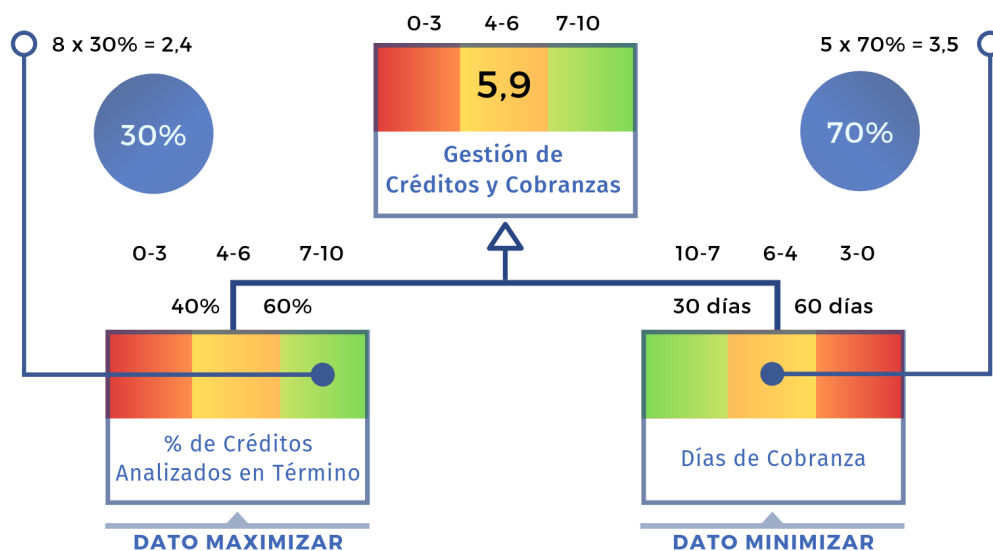 0-3 4-6 7-10
8 x 30% = 2,4
5 x 70% = 3,5
5,9
30%
70%
Gestión de
Créditos y Cobranzas
0-3 4-6 7-10
10-7 6-4 3-0
40% 60%
30 días 60 días
% de Créditos
Analizados en Término
Días de Cobranza
DATO MAXIMIZAR
DATO MINIMIZAR